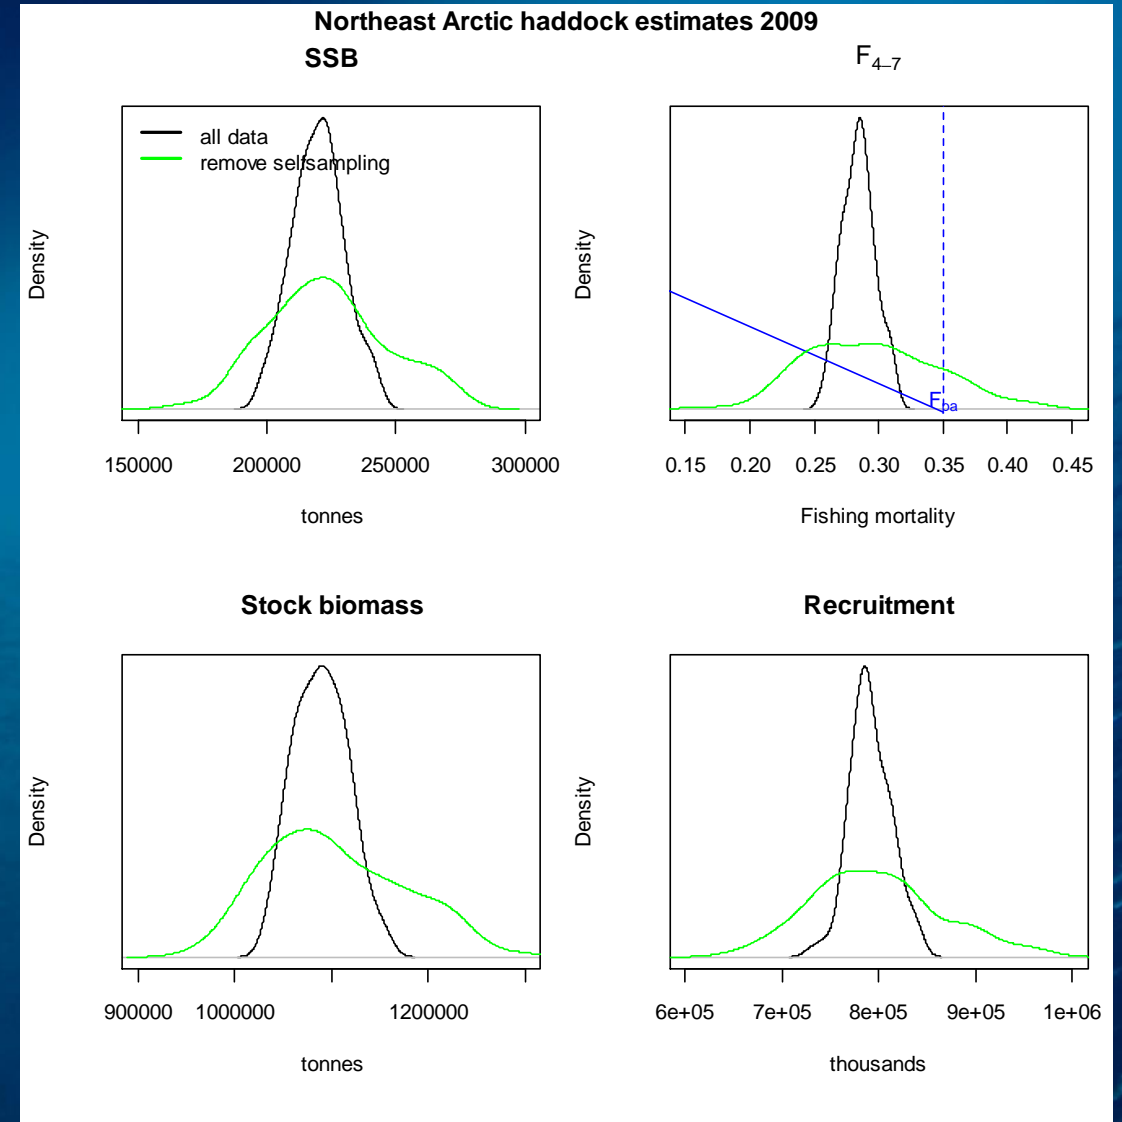 Northeast Arctic haddock estimates 2009
SSB
all data
remove selfsampling
Density
150000 200000 250000 300000
tonnes
F4–7
Density
Fpa
0.15 0.20 0.25 0.30 0.35 0.40 0.45
Fishing mortality
Stock biomass
Density
900000 1000000 1200000
tonnes
Recruitment
Density
6e+05 7e+05 8e+05 9e+05 1e+06
thousands